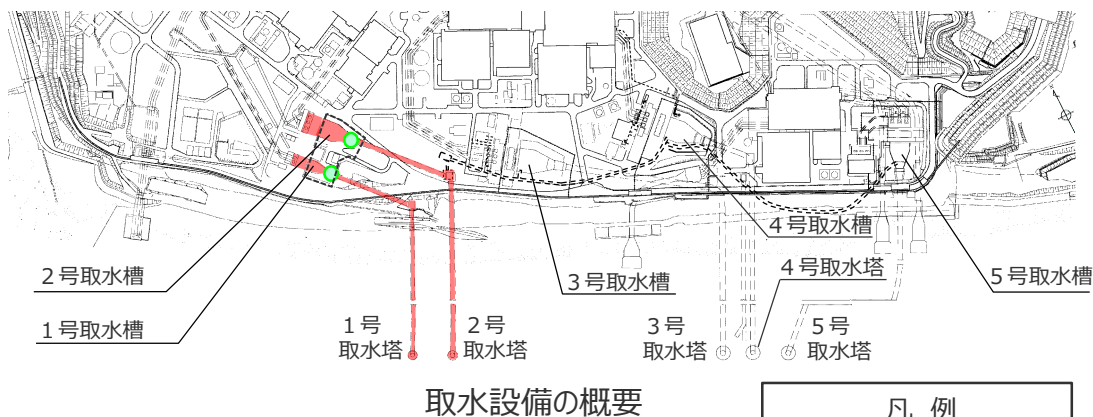 4号取水槽
2号取水槽
3号取水槽
4号取水塔
5号取水槽
1号取水槽
1号
取水塔
2号
取水塔
3号
取水塔
5号
取水塔
取水設備の概要
凡 例